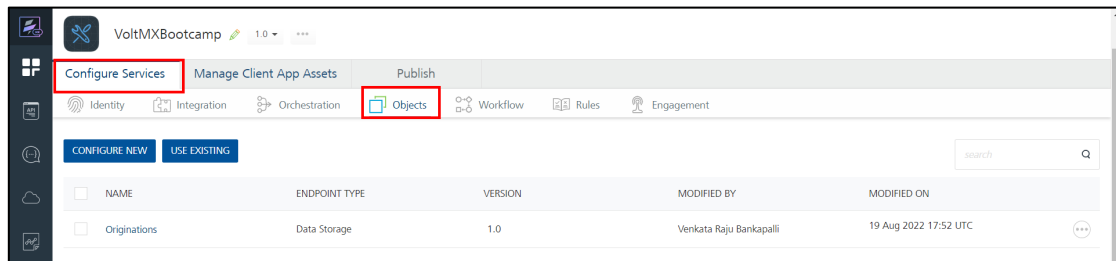 VoltMXBootcamp 1.0
Configure Services Manage Client App Assets Publish
Identity Integration Orchestration Objects Workflow Rules Engagement
API
CONFIGURE NEW USE EXISTING search
NAME ENDPOINT TYPE VERSION MODIFIED BY MODIFIED ON
Originations Data Storage 1.0 Venkata Raju Bankapalli 19 Aug 2022 17:52 UTC